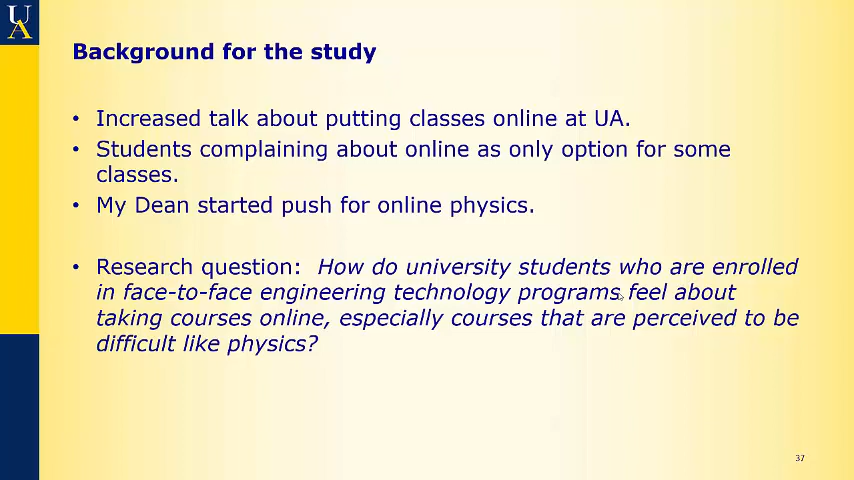 UA
Background for the study
• Increased talk about putting classes online at UA.
• Students complaining about online as only option for some
classes.
• My Dean started push for online physics.
• Research question: How do university students who are enrolled
in face-to-face engineering technology programs feel about
taking courses online, especially courses that are perceived to be
difficult like physics?
37